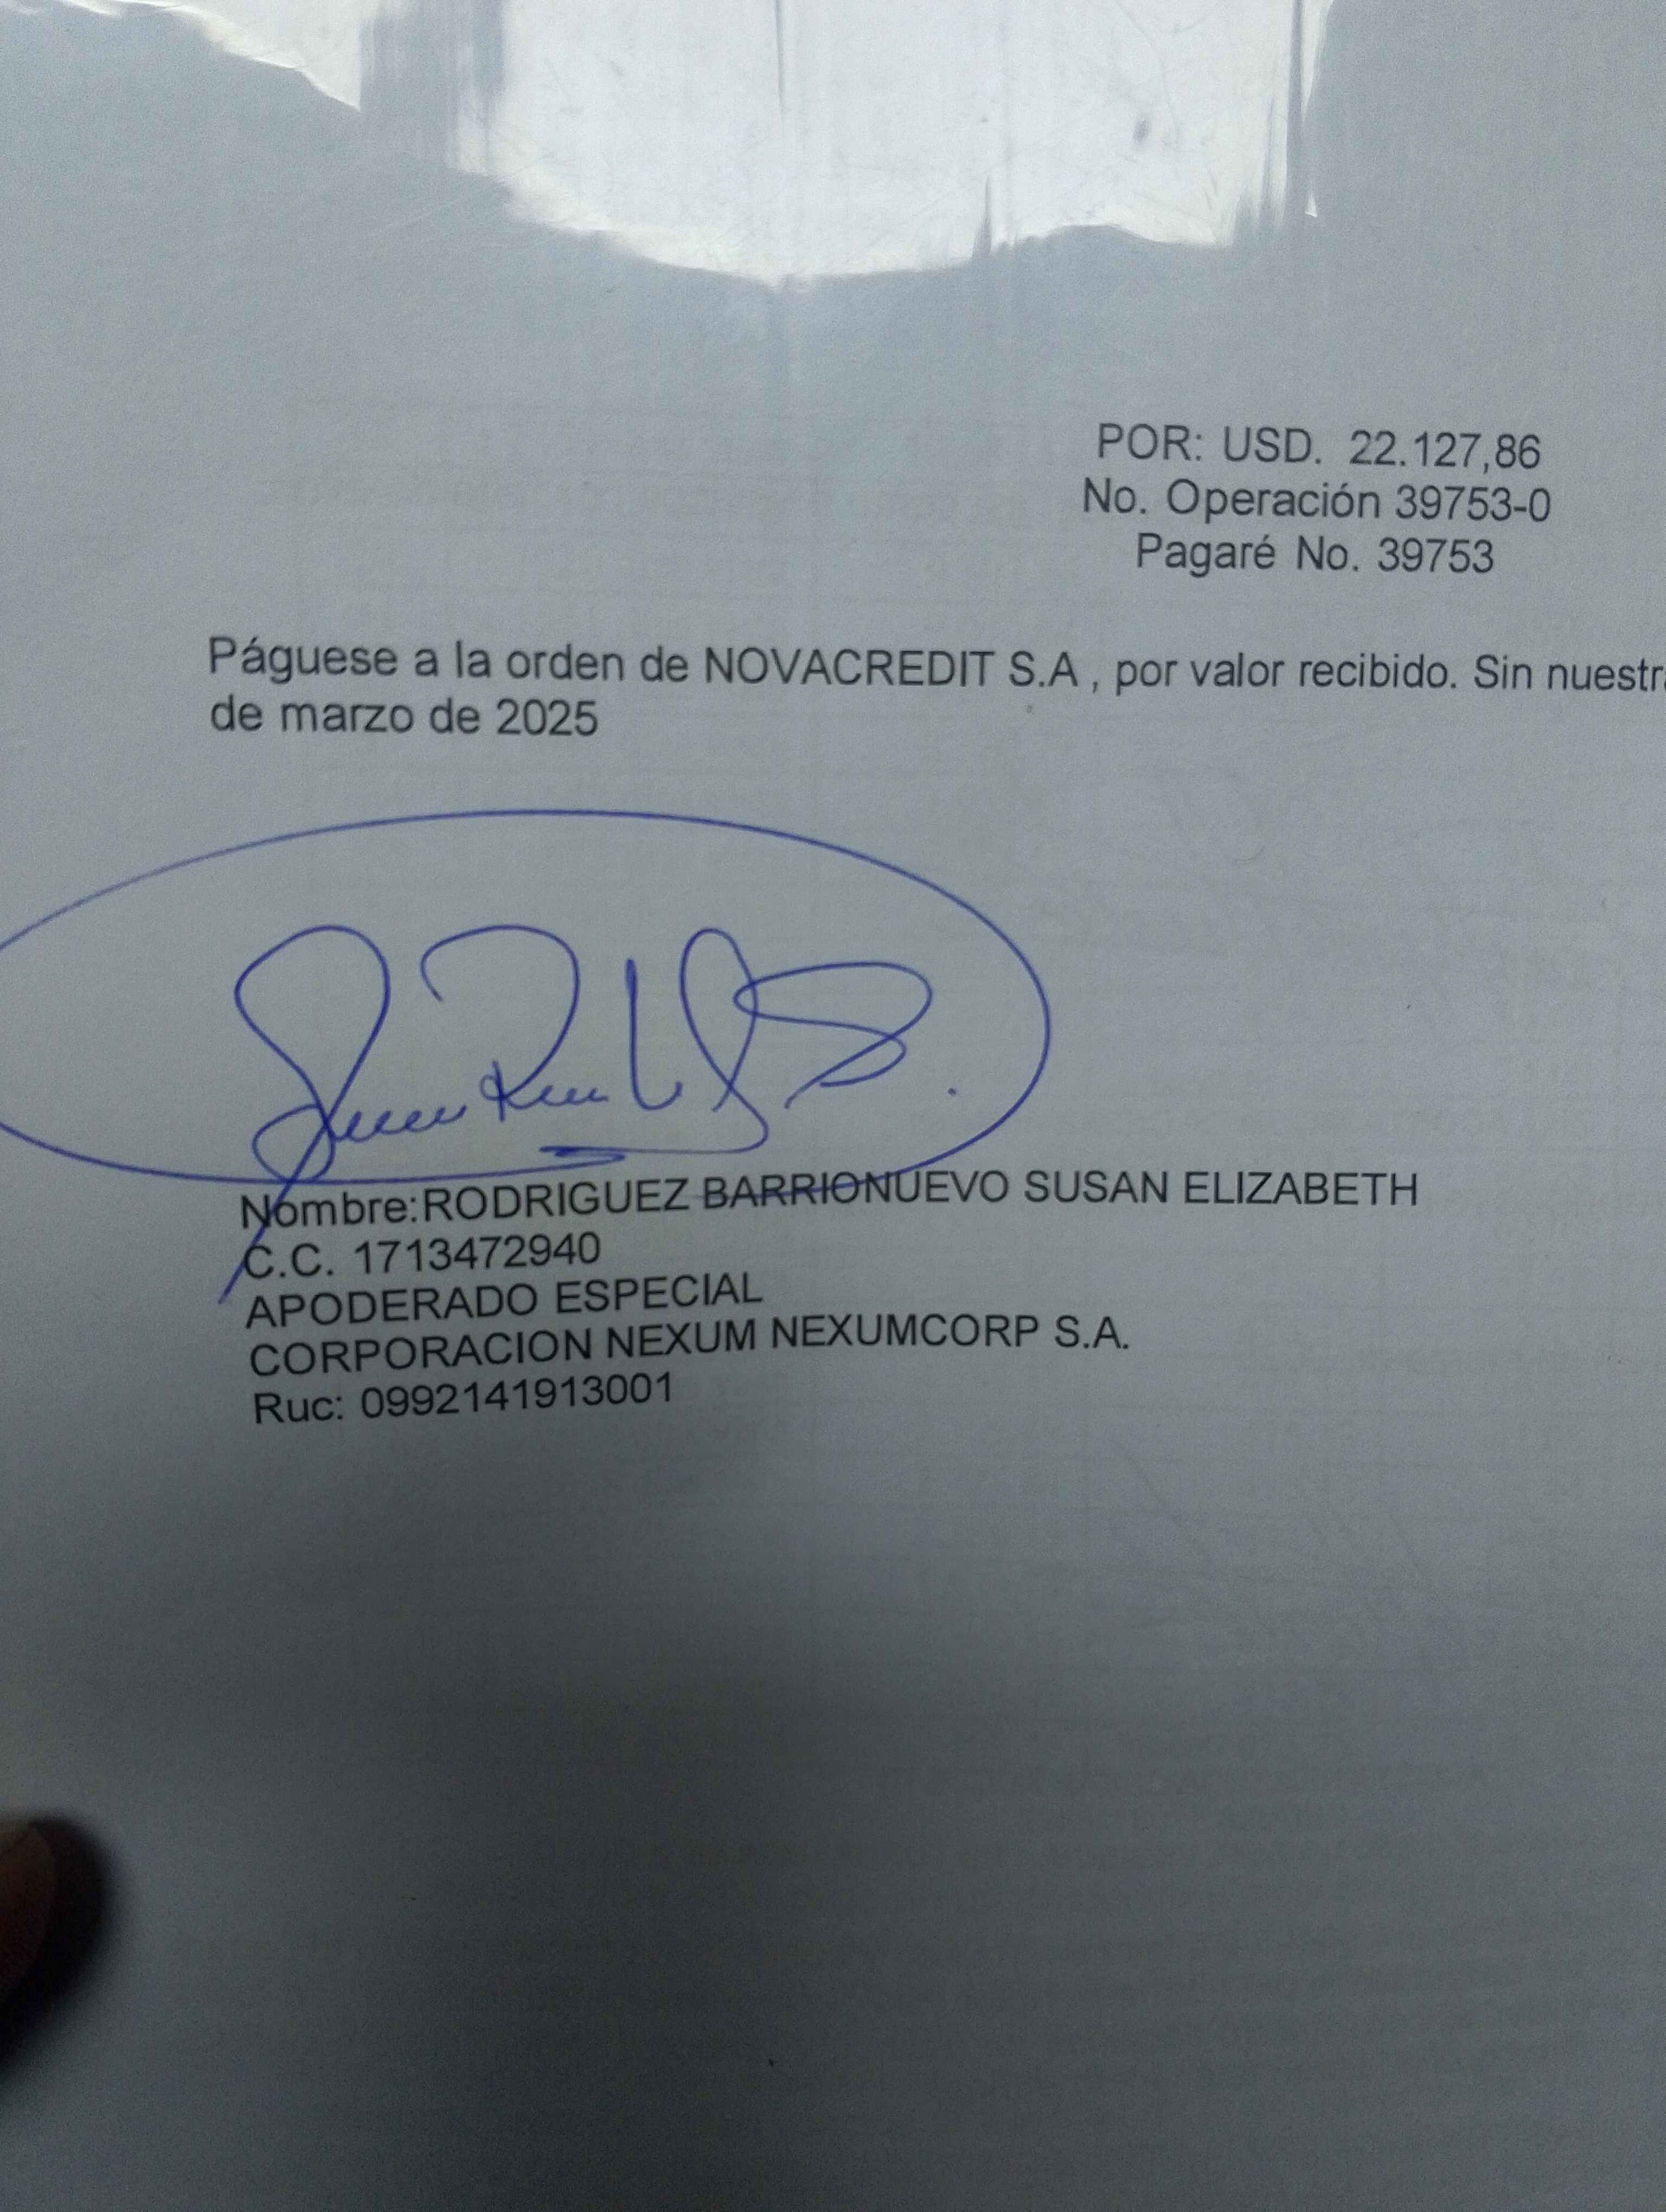 POR: USD. 22.127,86
No. Operación 39753-0
Pagaré No. 39753
Páguese a la orden de NOVACREDIT S.A , por valor recibido. Sin nuestra
de marzo de 2025
Nombre:RODRIGUEZ BARRIONUEVO SUSAN ELIZABETH
C.C. 1713472940
APODERADO ESPECIAL
CORPORACION NEXUM NEXUMCORP S.A.
Ruc: 0992141913001